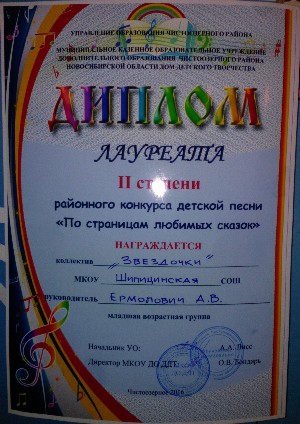 УПРАВЛЕНИЕ ОБРАЗОВАНИЯ ЧИСТООЗЕРНОГО РАЙОНА
МУНИЦИПАЛЬНОЕ КАЗЕННОЕ ОБРАЗОВАТЕЛЬНОЕ УЧРЕЖДЕНИЕ
ДОПОЛНИТЕЛЬНОГО ОБРАЗОВАНИЯ ЧИСТООЗЕРНОГО РАЙОНА
НОВОСИБИРСКОЙ ОБЛАСТИ ДОМ ДЕТСКОГО ТВОРЧЕСТВА
ДИПЛОМ
ЛАУРЕАТА
II степени
районного конкурса детской песни
«По страницам любимых сказок»
НАГРАЖДАЕТСЯ
коллектив „Звездочки"
МКОУ Шипицинская СОШ
руководитель Ермолович А.В.
младшая возрастная группа
Начальник УО: А.А. Лисс
Директор МКОУ ДО ДДТ: О.В. Бондарь
Чистоозерное 2016